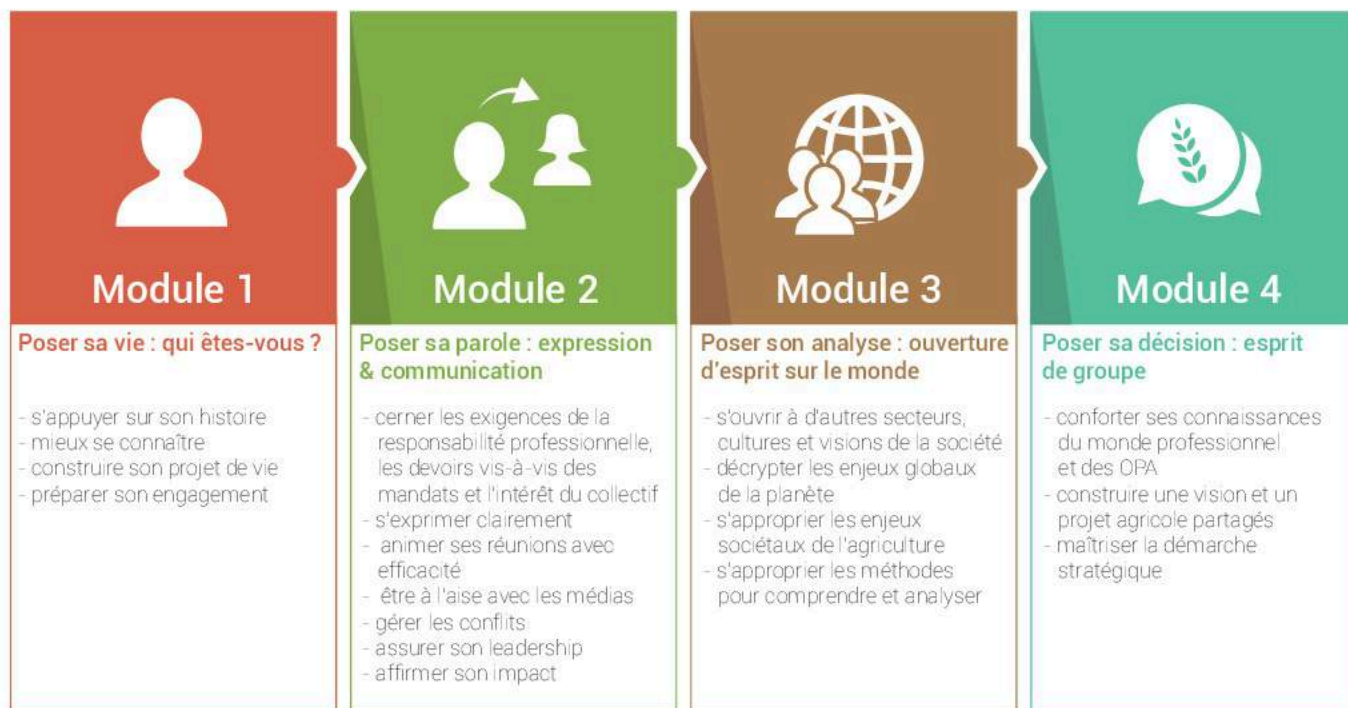 Module 1
Poser sa vie : qui êtes-vous ?
- s'appuyer sur son histoire
- mieux se connaître
- construire son projet de vie
- préparer son engagement
Module 2
Poser sa parole : expression
& communication
- cerner les exigences de la
responsabilité professionnelle,
les devoirs vis-à-vis des
mandats et l'intérêt du collectif
- s'exprimer clairement
- animer ses réunions avec
efficacité
- être à l'aise avec les médias
- gérer les conflits
- assurer son leadership
- affirmer son impact
Module 3
Poser son analyse : ouverture
d'esprit sur le monde
- s'ouvrir à d'autres secteurs,
cultures et visions de la société
- décrypter les enjeux globaux
de la planète
- s'approprier les enjeux
sociétaux de l'agriculture
- s'approprier les méthodes
pour comprendre et analyser
Module 4
Poser sa décision : esprit
de groupe
- conforter ses connaissances
du monde professionnel
et des OPA
- construire une vision et un
projet agricole partagés
- maîtriser la démarche
stratégique